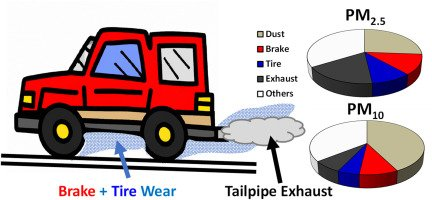 PM2.5
Dust
Brake
Tire
Exhaust
Others
PM10
Brake + Tire Wear
Tailpipe Exhaust